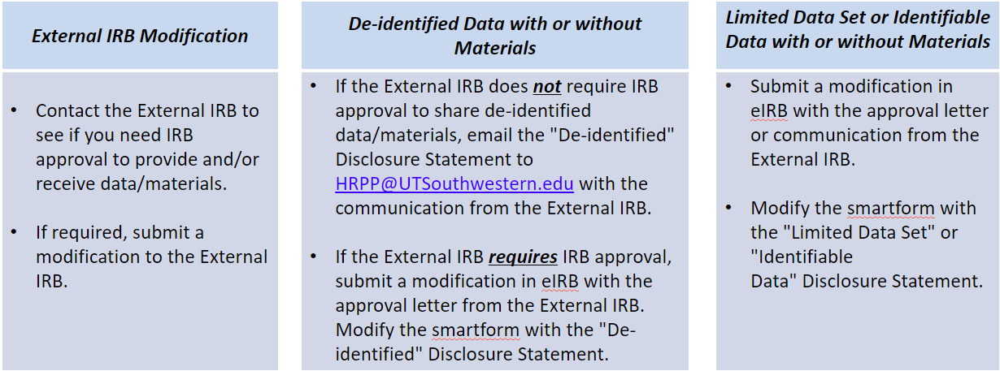 External IRB Modification
• Contact the External IRB to
see if you need IRB
approval to provide and/or
receive data/materials.
• If required, submit a
modification to the External
IRB.
De-identified Data with or without
Materials
• If the External IRB does not require IRB
approval to share de-identified
data/materials, email the "De-identified"
Disclosure Statement to
HRPP@UTSouthwestern.edu with the
communication from the External IRB.
• If the External IRB requires IRB approval,
submit a modification in eIRB with the
approval letter from the External IRB.
Modify the smartform with the "De-
identified" Disclosure Statement.
Limited Data Set or Identifiable
Data with or without Materials
• Submit a modification in
eIRB with the approval letter
or communication from the
External IRB.
• Modify the smartform with
the "Limited Data Set" or
"Identifiable
Data" Disclosure Statement.